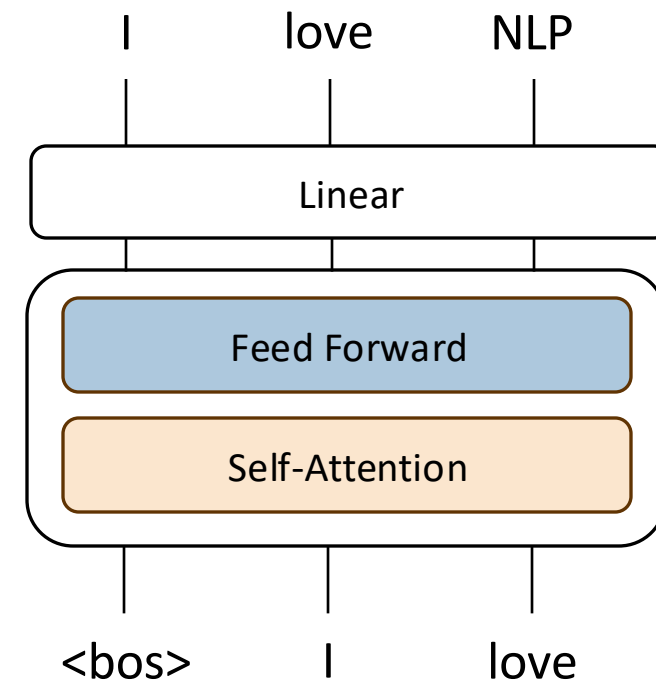 I love NLP
Linear
Feed Forward
Self-Attention
<bos> I love